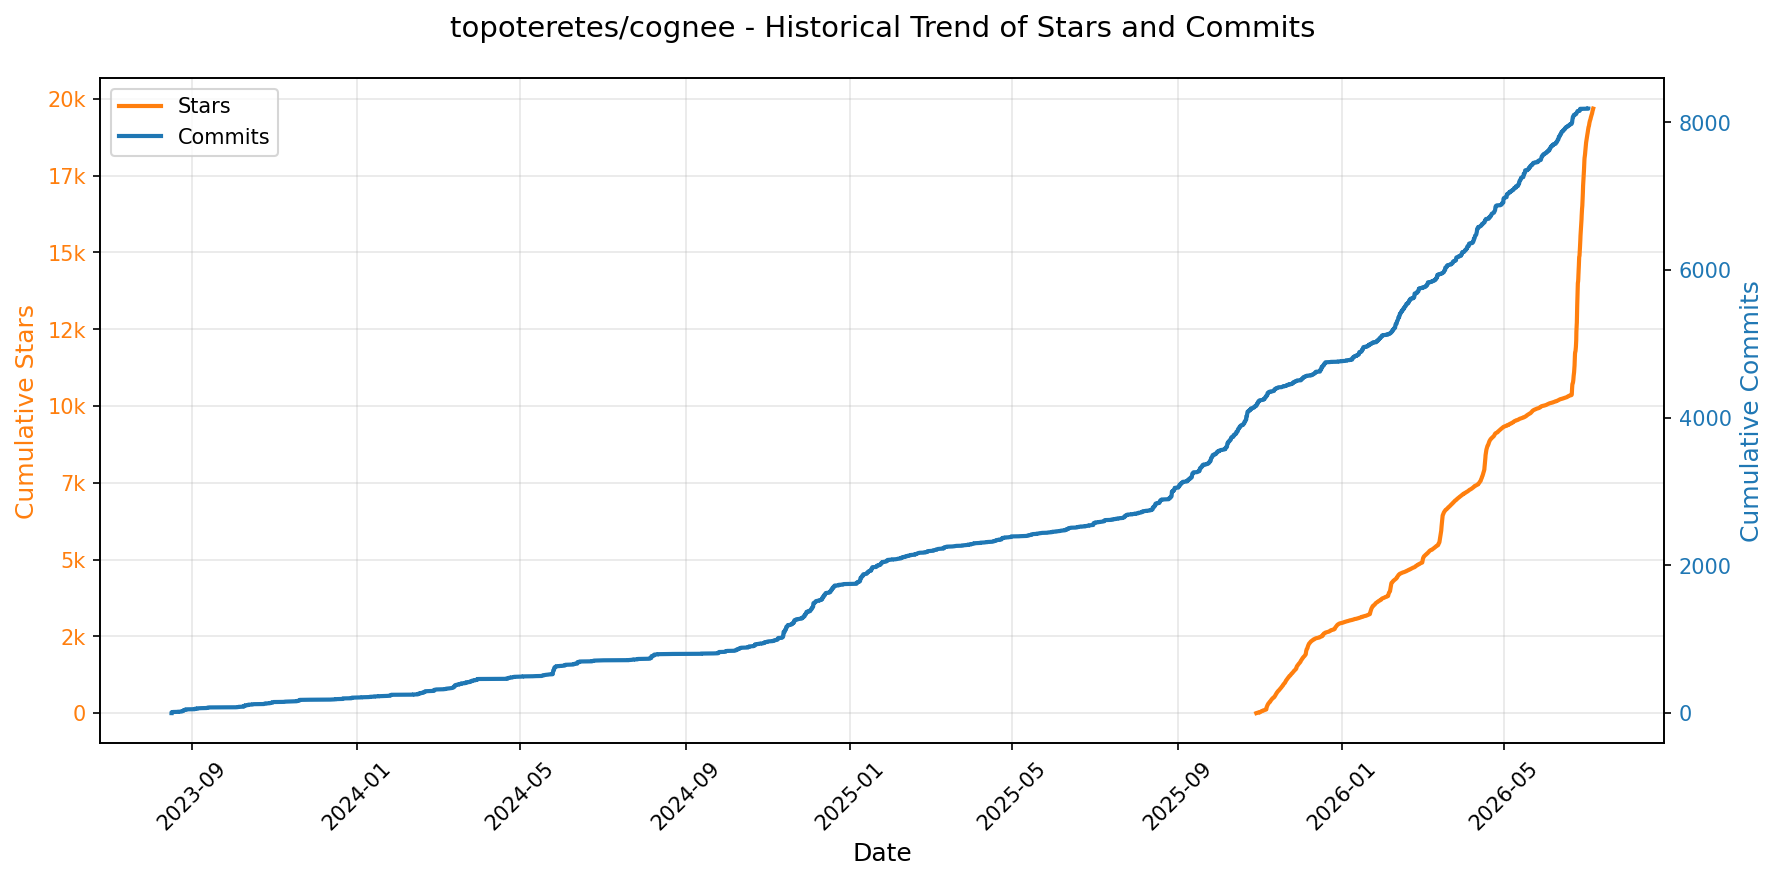 topoteretes/cognee - Historical Trend of Stars and Commits
Stars
Commits
20k
17k
15k
12k
10k
7k
5k
2k
0
Cumulative Stars
8000
6000
4000
2000
0
Cumulative Commits
2023-09
2024-01
2024-05
2024-09
2025-01
2025-05
2025-09
2026-01
2026-05
Date